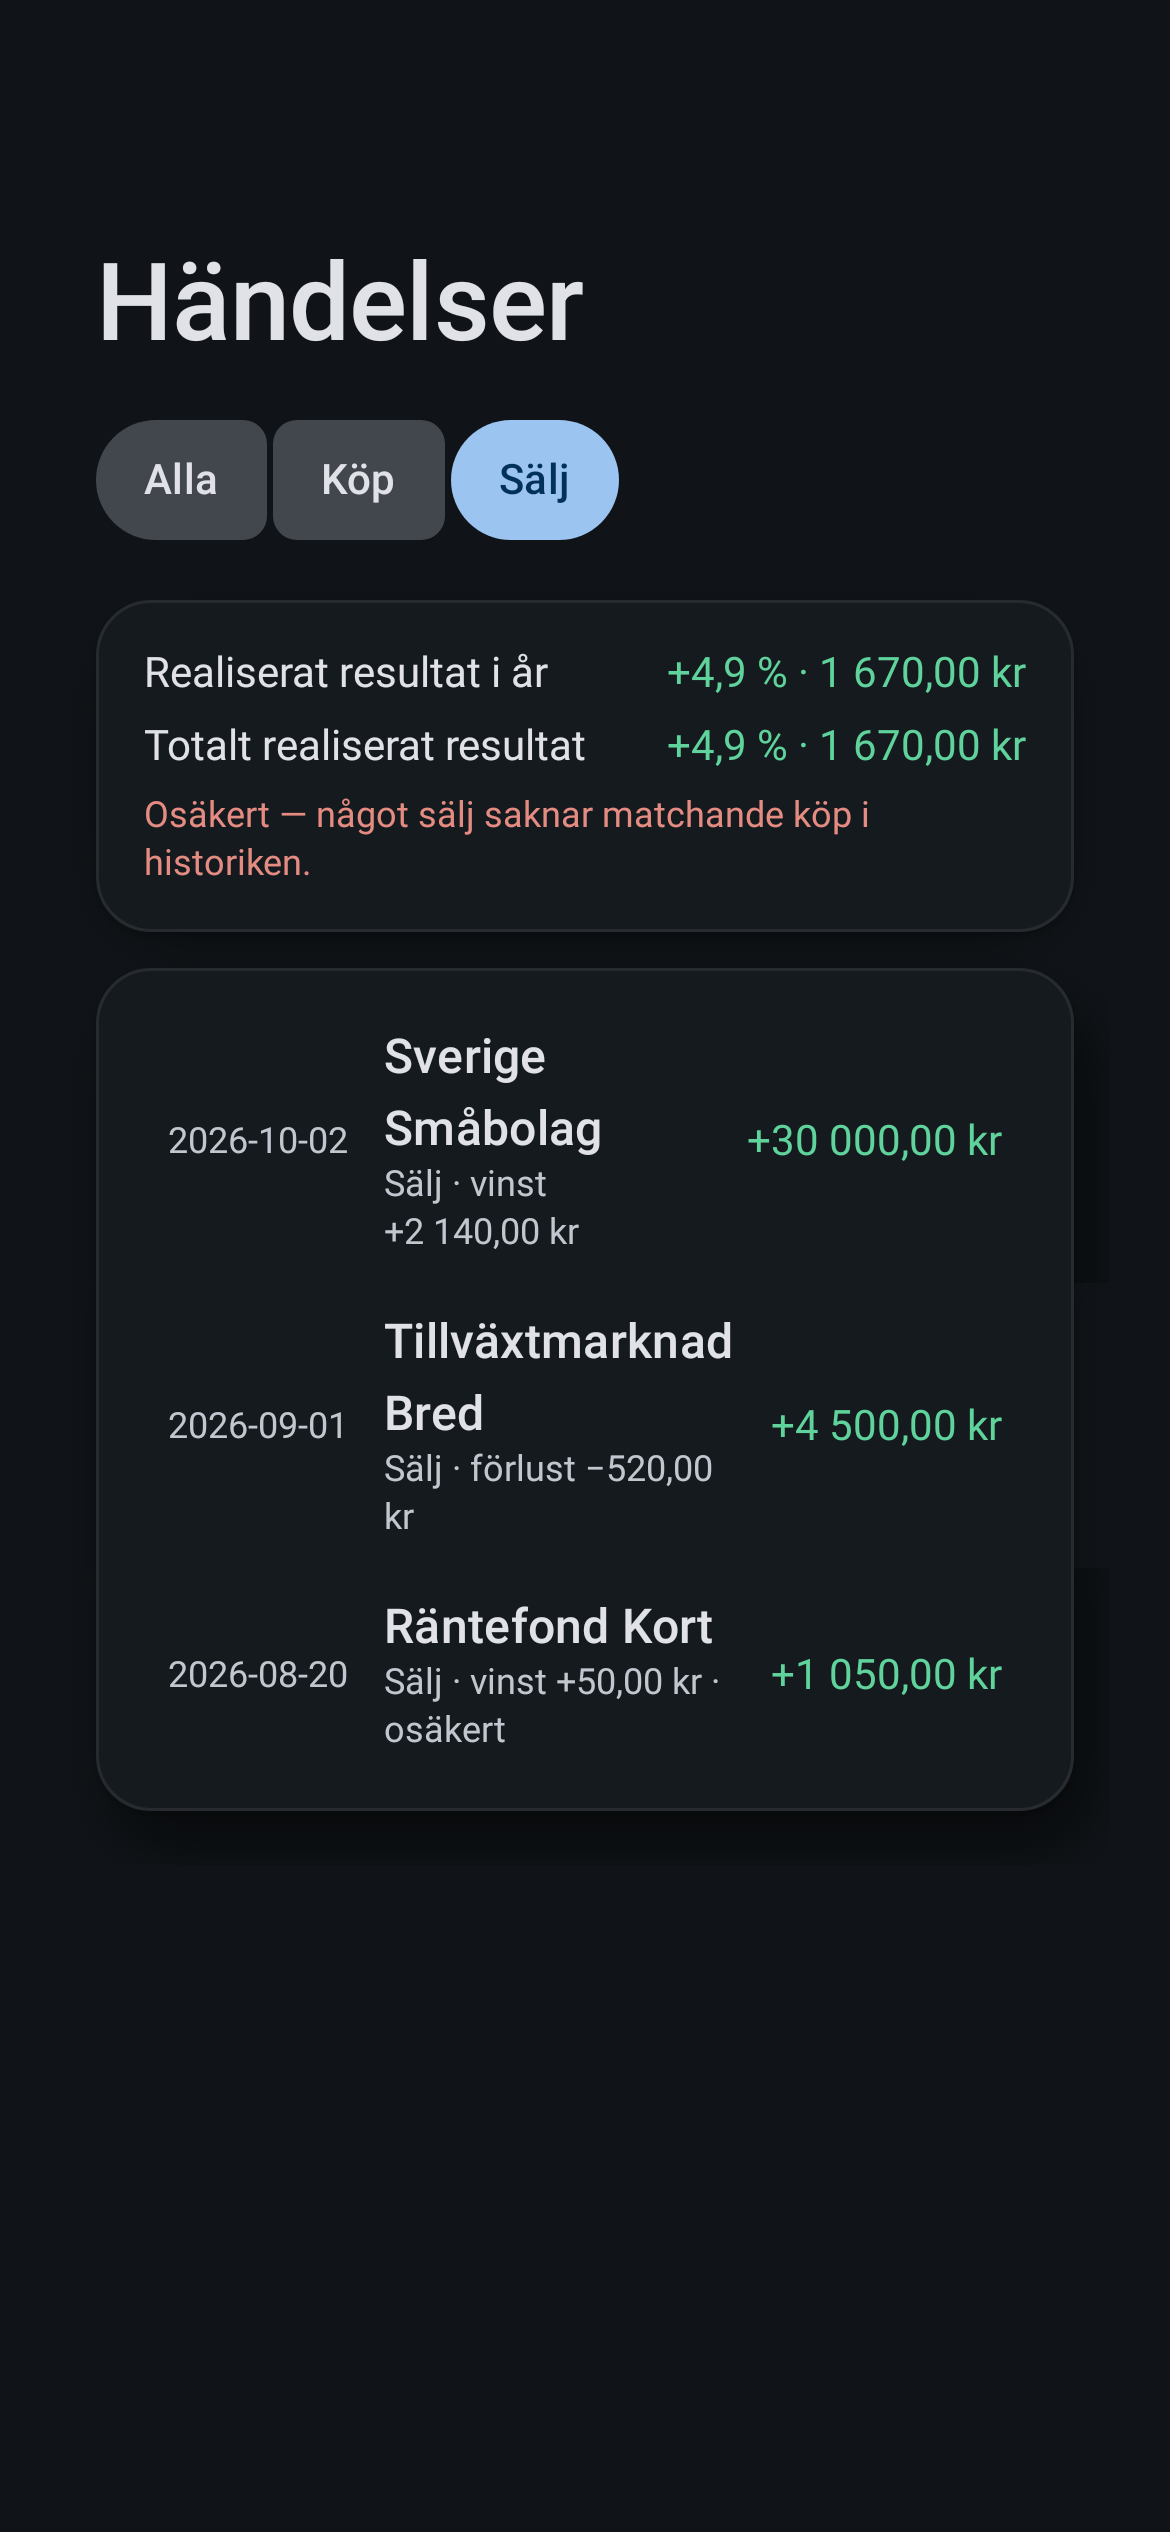 Händelser
Alla Köp Sälj
Realiserat resultat i år +4,9 % · 1 670,00 kr
Totalt realiserat resultat +4,9 % · 1 670,00 kr
Osäkert — något sälj saknar matchande köp i
historiken.
Sverige
Småbolag
2026-10-02 +30 000,00 kr
Sälj · vinst
+2 140,00 kr
Tillväxtmarknad
Bred
2026-09-01 +4 500,00 kr
Sälj · förlust −520,00
kr
Räntefond Kort
2026-08-20 +1 050,00 kr
Sälj · vinst +50,00 kr ·
osäkert